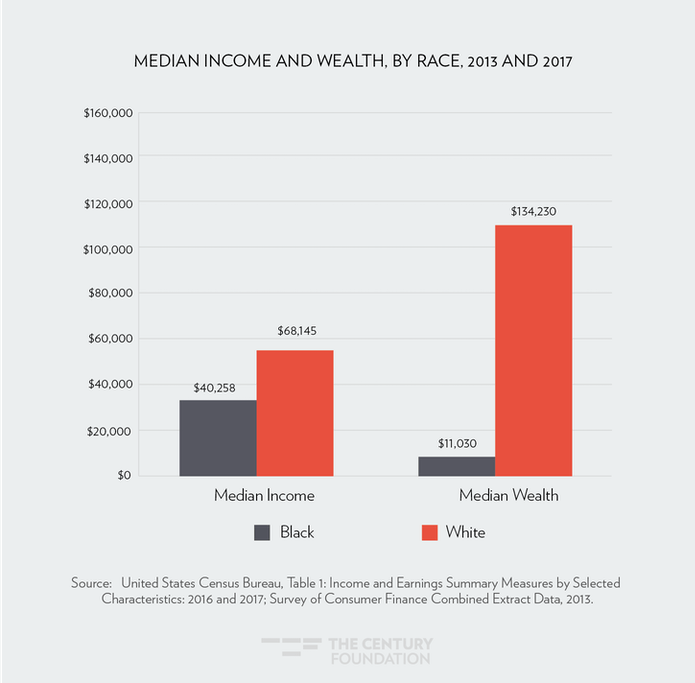 MEDIAN INCOME AND WEALTH, BY RACE, 2013 AND 2017
$160,000
$140,000
$120,000
$100,000
$80,000
$60,000
$40,000
$20,000
$0
$40,258
$68,145
$11,030
$134,230
Median Income
Median Wealth
Black
White
Source: United States Census Bureau, Table 1: Income and Earnings Summary Measures by Selected
Characteristics: 2016 and 2017; Survey of Consumer Finance Combined Extract Data, 2013.
THE CENTURY
FOUNDATION